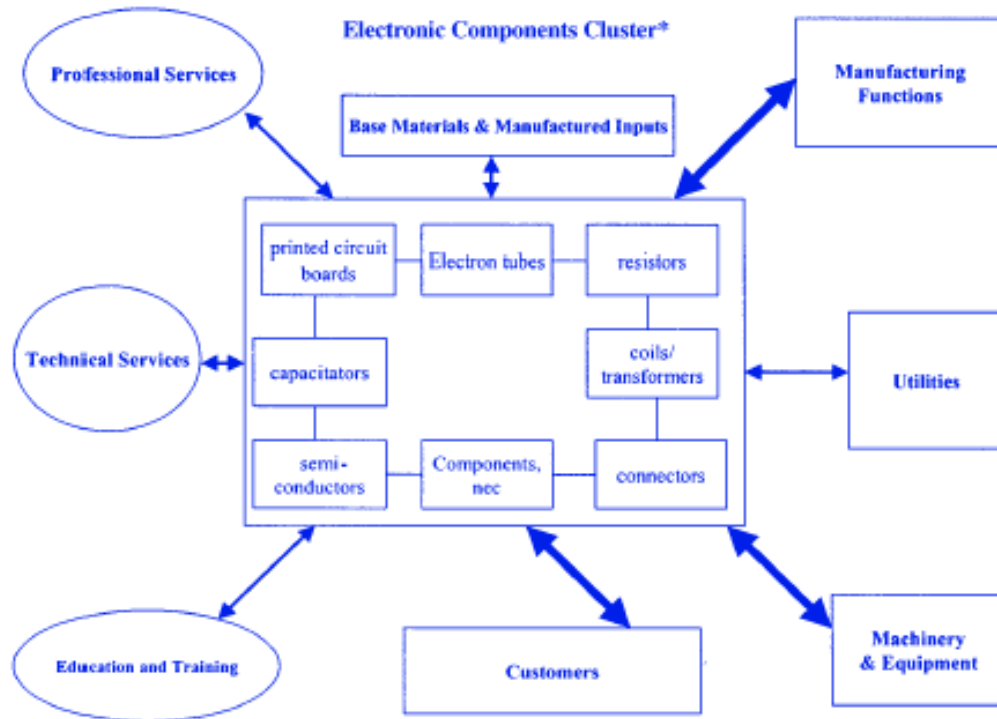 Electronic Components Cluster*
Professional Services
Manufacturing
Functions
Base Materials & Manufactured Inputs
printed circuit
boards
Electron tubes
resistors
Technical Services
capacitators
coils/
transformers
Utilities
semi-
conductors
Components,
nec
connectors
Education and Training
Customers
Machinery
& Equipment